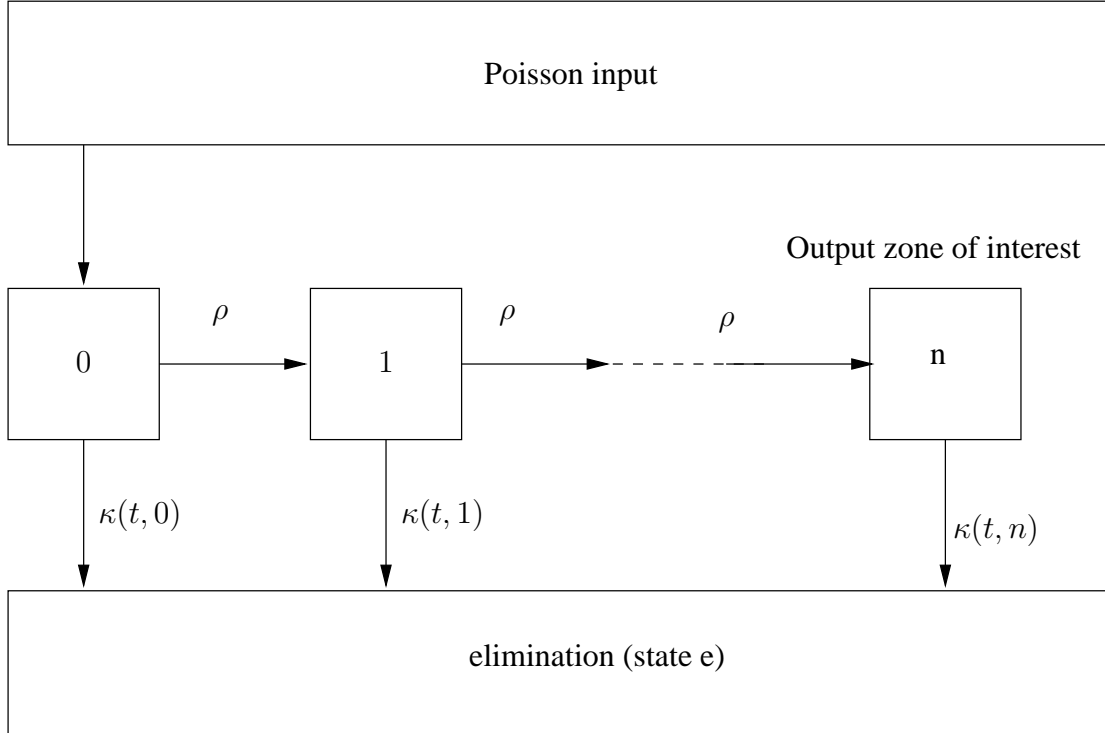 Poisson input
Output zone of interest
ρ
ρ
ρ
0
1
n
κ(t, 0)
κ(t, 1)
κ(t, n)
elimination (state e)